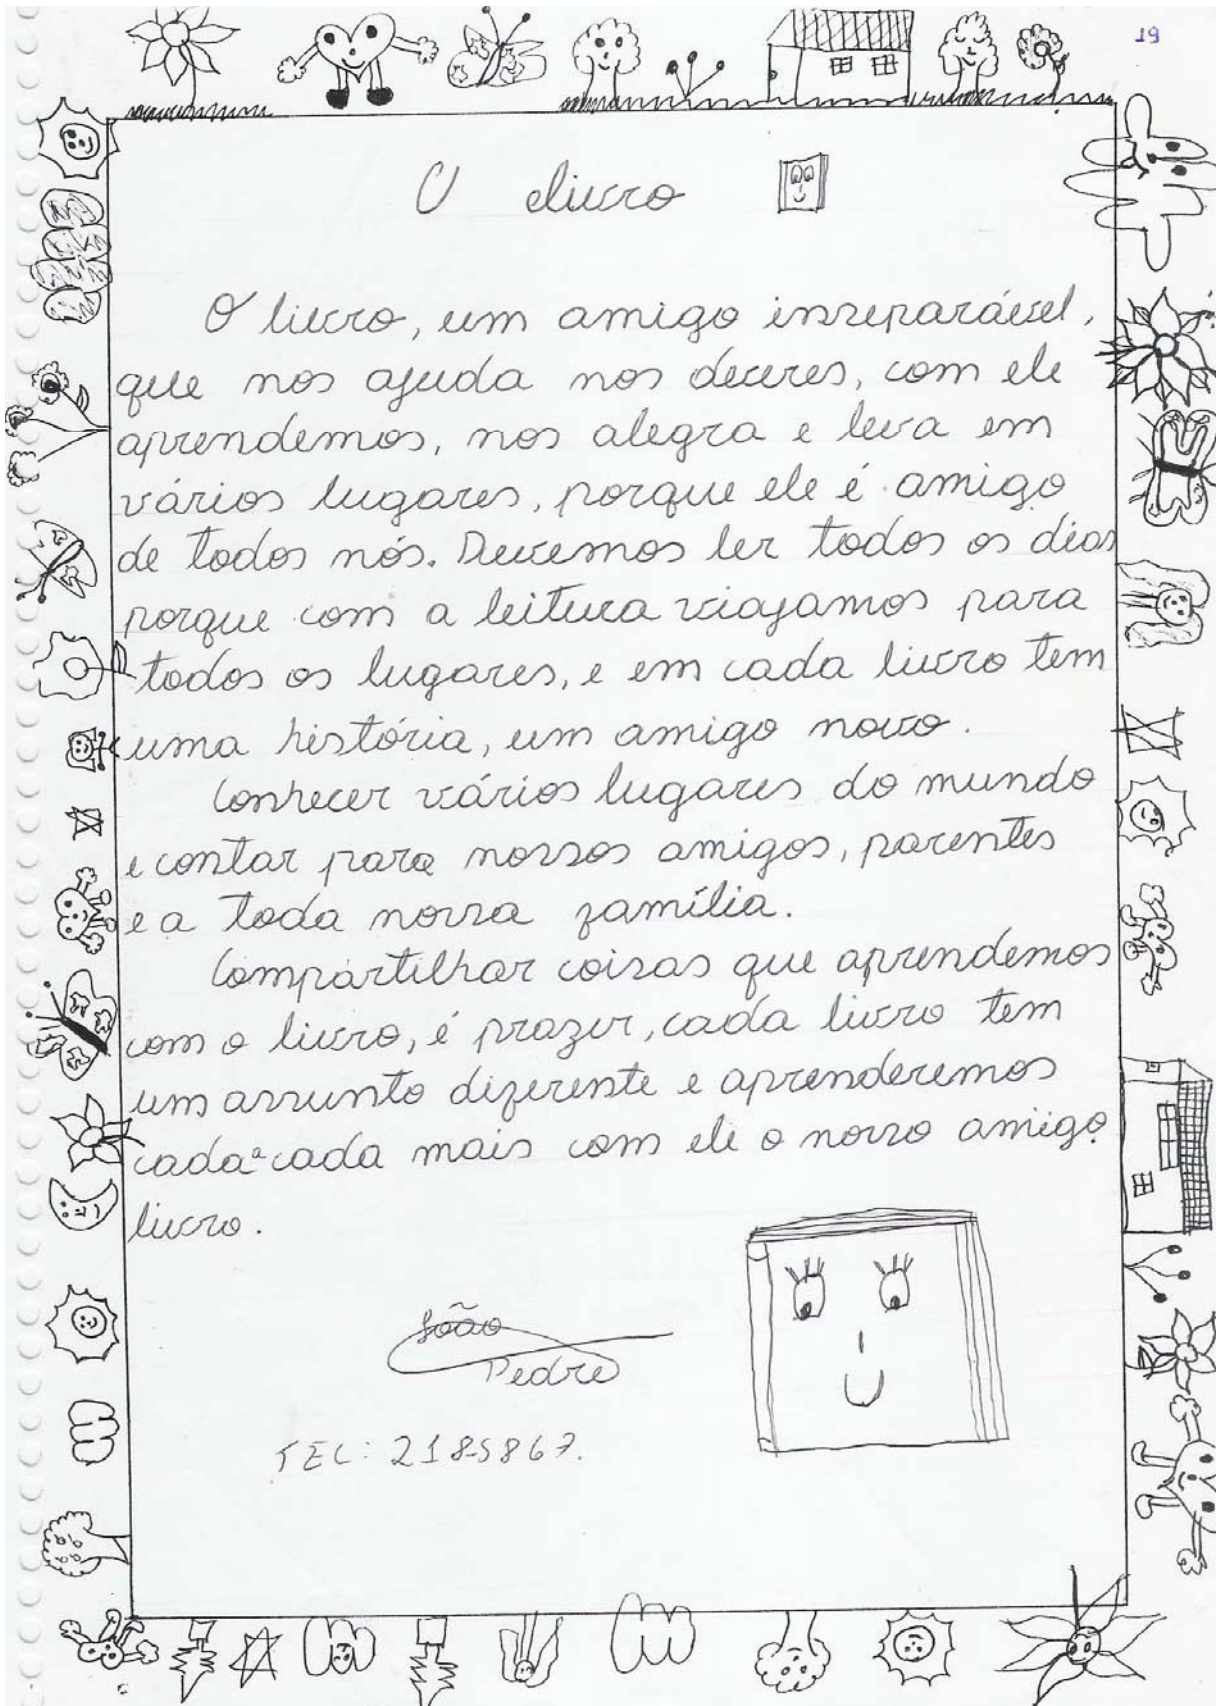 19
O livro
O livro, um amigo inseparável,
que nos ajuda nos deveres, com ele
aprendemos, nos alegra e leva em
vários lugares, porque ele é amigo
de todos nós. Devemos ler todos os dias
porque com a leitura viajamos para
todos os lugares, e em cada livro tem
uma história, um amigo novo.
Conhecer vários lugares do mundo
e contar para nossos amigos, parentes
e a toda nossa família.
Compartilhar coisas que aprendemos
com o livro, é prazer, cada livro tem
um assunto diferente e aprenderemos
cada cada mais com ele o nosso amigo
livro.
João
Pedro
TEL: 2185867.